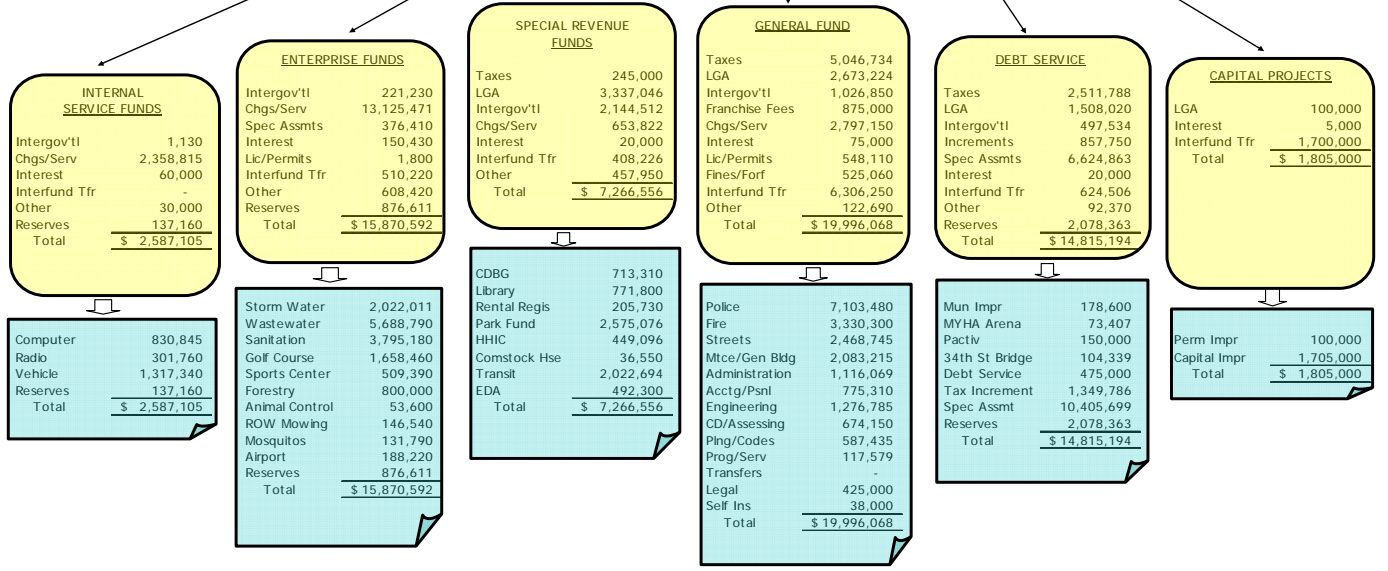 INTERNAL
SERVICE FUNDS
Intergov'tl 1,130
Chgs/Serv 2,358,815
Interest 60,000
Interfund Tfr -
Other 30,000
Reserves 137,160
Total $ 2,587,105
Computer 830,845
Radio 301,760
Vehicle 1,317,340
Reserves 137,160
Total $ 2,587,105
ENTERPRISE FUNDS
Intergov'tl 221,230
Chgs/Serv 13,125,471
Spec Assmts 376,410
Interest 150,430
Lic/Permits 1,800
Interfund Tfr 510,220
Other 608,420
Reserves 876,611
Total $ 15,870,592
Storm Water 2,022,011
Wastewater 5,688,790
Sanitation 3,795,180
Golf Course 1,658,460
Sports Center 509,390
Forestry 800,000
Animal Control 53,600
ROW Mowing 146,540
Mosquitos 131,790
Airport 188,220
Reserves 876,611
Total $ 15,870,592
SPECIAL REVENUE
FUNDS
Taxes 245,000
LGA 3,337,046
Intergov'tl 2,144,512
Chgs/Serv 653,822
Interest 20,000
Interfund Tfr 408,226
Other 457,950
Total $ 7,266,556
CDBG 713,310
Library 771,800
Rental Regis 205,730
Park Fund 2,575,076
HHIC 449,096
Comstock Hse 36,550
Transit 2,022,694
EDA 492,300
Total $ 7,266,556
GENERAL FUND
Taxes 5,046,734
LGA 2,673,224
Intergov'tl 1,026,850
Franchise Fees 875,000
Chgs/Serv 2,797,150
Interest 75,000
Lic/Permits 548,110
Fines/Forf 525,060
Interfund Tfr 6,306,250
Other 122,690
Total $ 19,996,068
Police 7,103,480
Fire 3,330,300
Streets 2,468,745
Mtce/Gen Bldg 2,083,215
Administration 1,116,069
Acctg/Psnl 775,310
Engineering 1,276,785
CD/Assessing 674,150
Plng/Codes 587,435
Prog/Serv 117,579
Transfers -
Legal 425,000
Self Ins 38,000
Total $ 19,996,068
DEBT SERVICE
Taxes 2,511,788
LGA 1,508,020
Intergov'tl 497,534
Increments 857,750
Spec Assmts 6,624,863
Interest 20,000
Interfund Tfr 624,506
Other 92,370
Reserves 2,078,363
Total $ 14,815,194
Mun Impr 178,600
MYHA Arena 73,407
Pactiv 150,000
34th St Bridge 104,339
Debt Service 475,000
Tax Increment 1,349,786
Spec Assmt 10,405,699
Reserves 2,078,363
Total $ 14,815,194
CAPITAL PROJECTS
LGA 100,000
Interest 5,000
Interfund Tfr 1,700,000
Total $ 1,805,000
Perm Impr 100,000
Capital Impr 1,705,000
Total $ 1,805,000